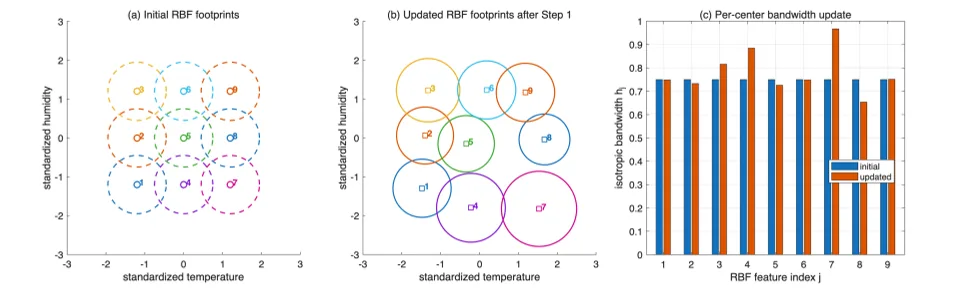 (a) Initial RBF footprints
3
2
1
0
-1
-2
-3
-3 -2 -1 0 1 2 3
standardized humidity
standardized temperature
3 6 9
2 5 8
1 4 7
(b) Updated RBF footprints after Step 1
3
2
1
0
-1
-2
-3
-3 -2 -1 0 1 2 3
standardized humidity
standardized temperature
3 6 9
2 5 8
1 4 7
(c) Per-center bandwidth update
1
0.9
0.8
0.7
0.6
0.5
0.4
0.3
0.2
0.1
0
1 2 3 4 5 6 7 8 9
isotropic bandwidth hj
RBF feature index j
initial
updated